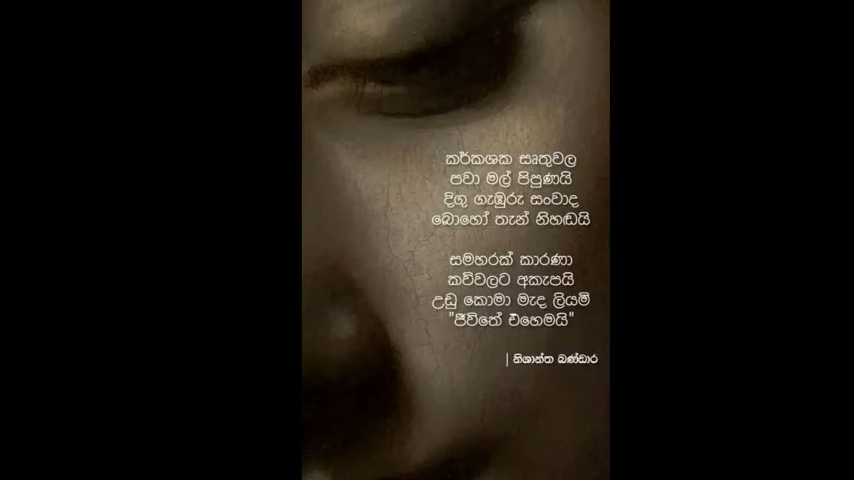 කර්කශක සෘතුවල
පවා මල් පිපුණයි
දිගු ගැඹුරු සංවාද
බොහෝ තැන් නිහඬයි
සමහරක් කාරණා
කව්වලට අකැපයි
උඩු කොමා මැද ලියමි
"ජීවිතේ එහෙමයි"
| නිශාන්ත බණ්ඩාර